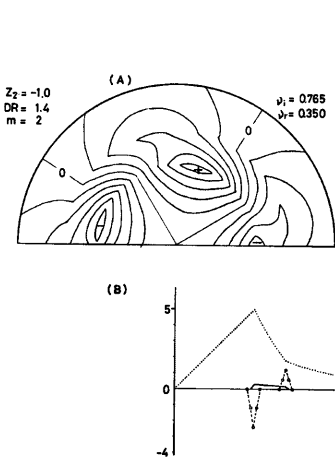 (A)
Z₂ = -1.0
DR = 1.4
m = 2
νi = 0.765
νr = 0.350
0
0
+
(B)
5
0
-4